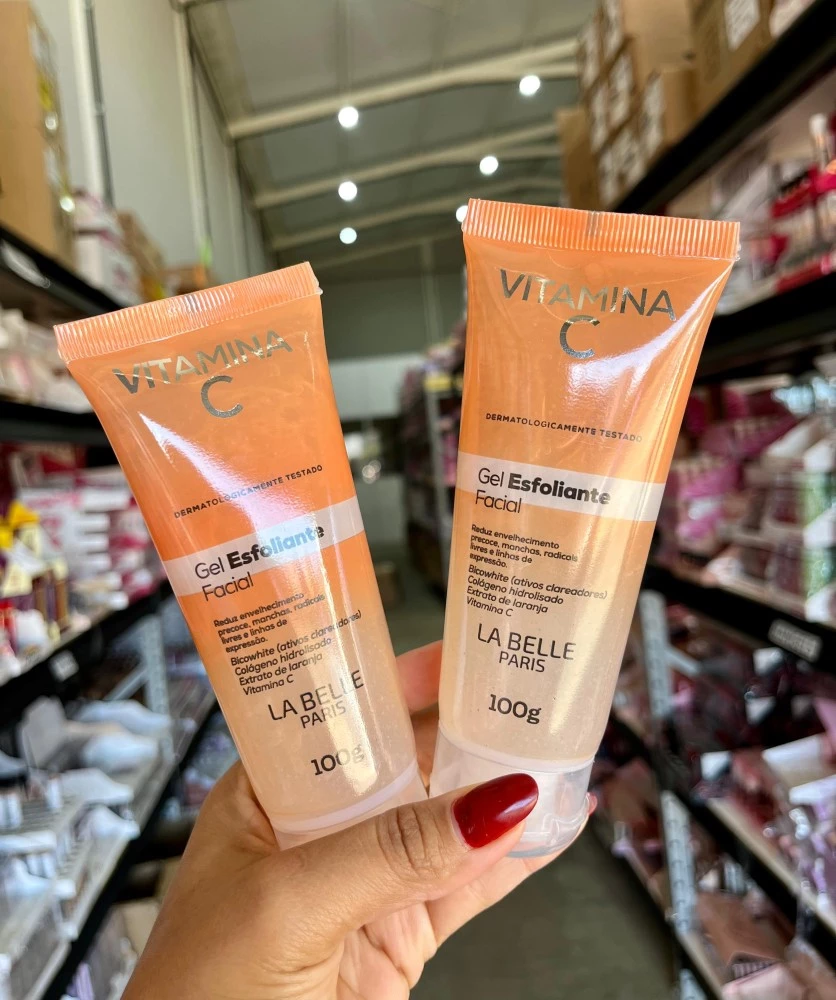 VITAMINA
C
DERMATOLOGICAMENTE TESTADO
Gel Esfoliante
Facial
Reduz envelhecimento
precoce, manchas, radicais
livres e linhas de
expressão.
Bicowhite (ativos clareadores)
Colágeno hidrolisado
Extrato de laranja
Vitamina C
LA BELLE
PARIS
100g
VITAMINA
C
DERMATOLOGICAMENTE TESTADO
Gel Esfoliante
Facial
Reduz envelhecimento
precoce, manchas, radicais
livres e linhas de
expressão.
Bicowhite (ativos clareadores)
Colágeno hidrolisado
Extrato de laranja
Vitamina C
LA BELLE
PARIS
100g